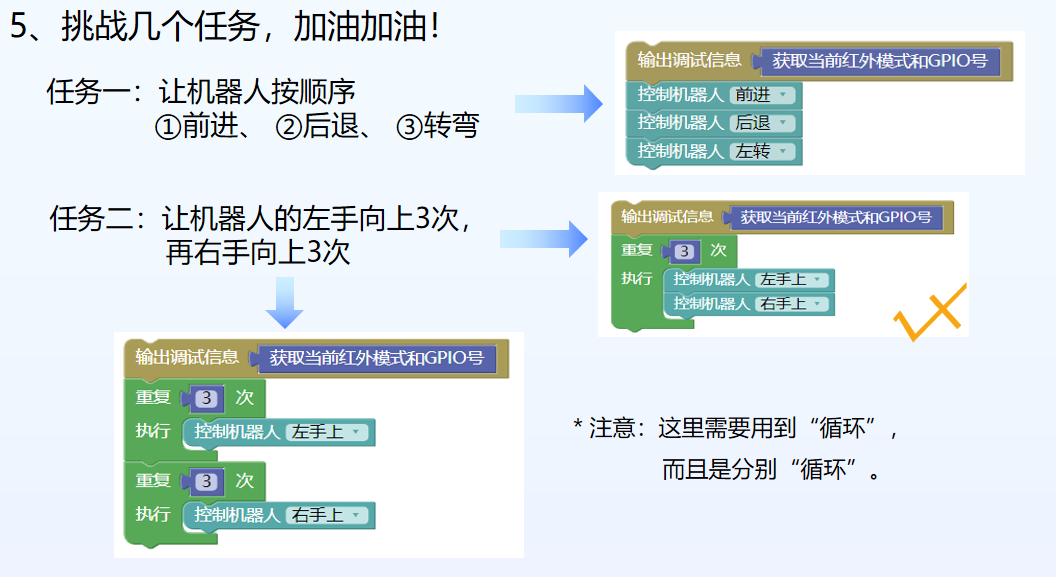 5、挑战几个任务，加油加油！
任务一：让机器人按顺序
①前进、 ②后退、 ③转弯
输出调试信息 获取当前红外模式和GPIO号
控制机器人 前进
控制机器人 后退
控制机器人 左转
任务二：让机器人的左手向上3次，
再右手向上3次
输出调试信息 获取当前红外模式和GPIO号
重复 3 次
执行 控制机器人 左手上
控制机器人 右手上
输出调试信息 获取当前红外模式和GPIO号
重复 3 次
执行 控制机器人 左手上
重复 3 次
执行 控制机器人 右手上
* 注意：这里需要用到“循环”，
而且是分别“循环”。